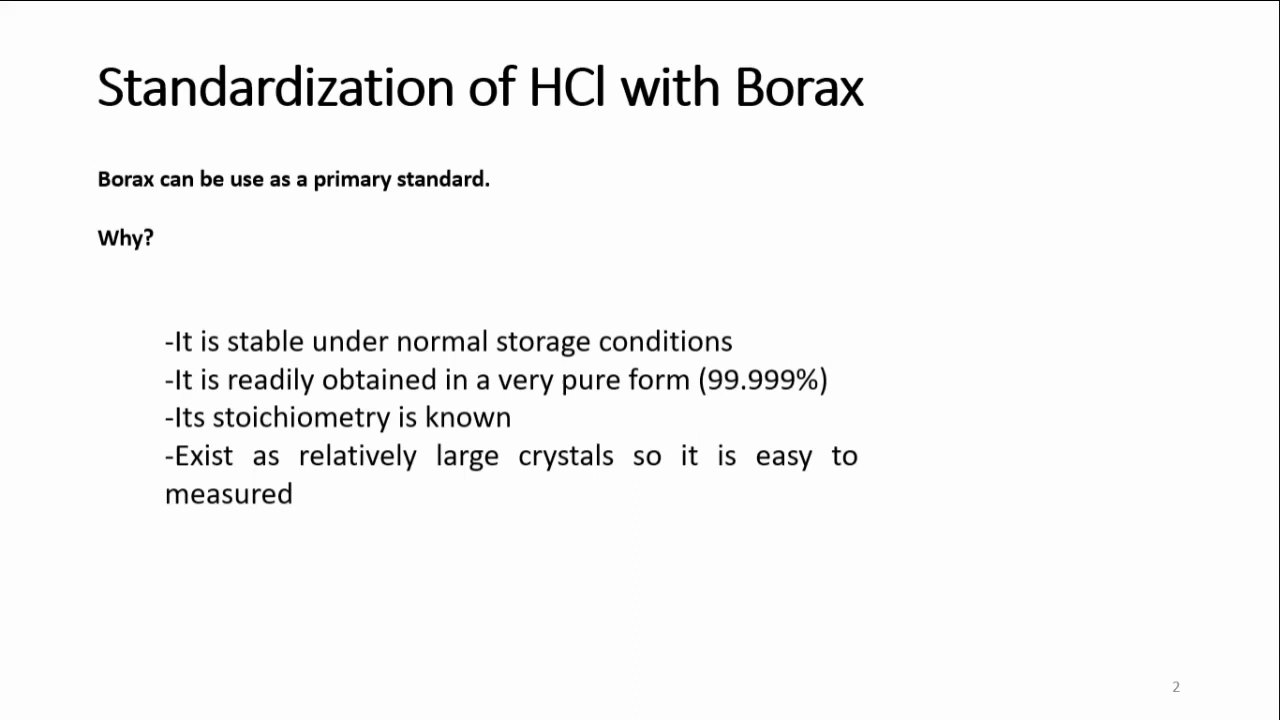 Standardization of HCl with Borax
Borax can be use as a primary standard.
Why?
-It is stable under normal storage conditions
-It is readily obtained in a very pure form (99.999%)
-Its stoichiometry is known
-Exist as relatively large crystals so it is easy to
measured
2